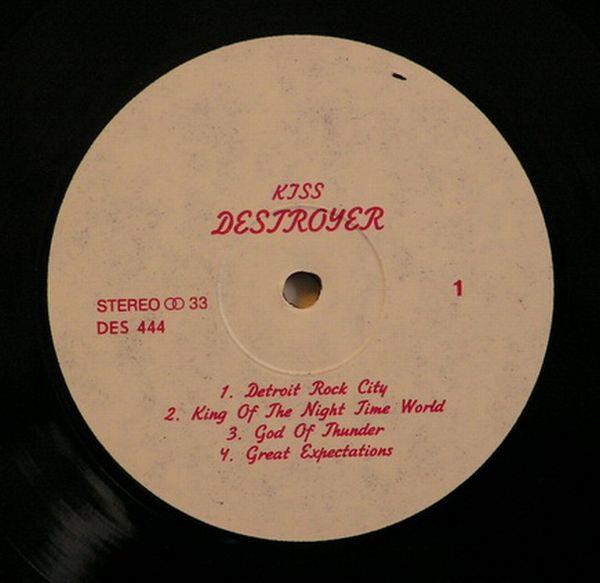 KISS
DESTROYER
STEREO 33
DES 444
1
1. Detroit Rock City
2. King Of The Night Time World
3. God Of Thunder
4. Great Expectations